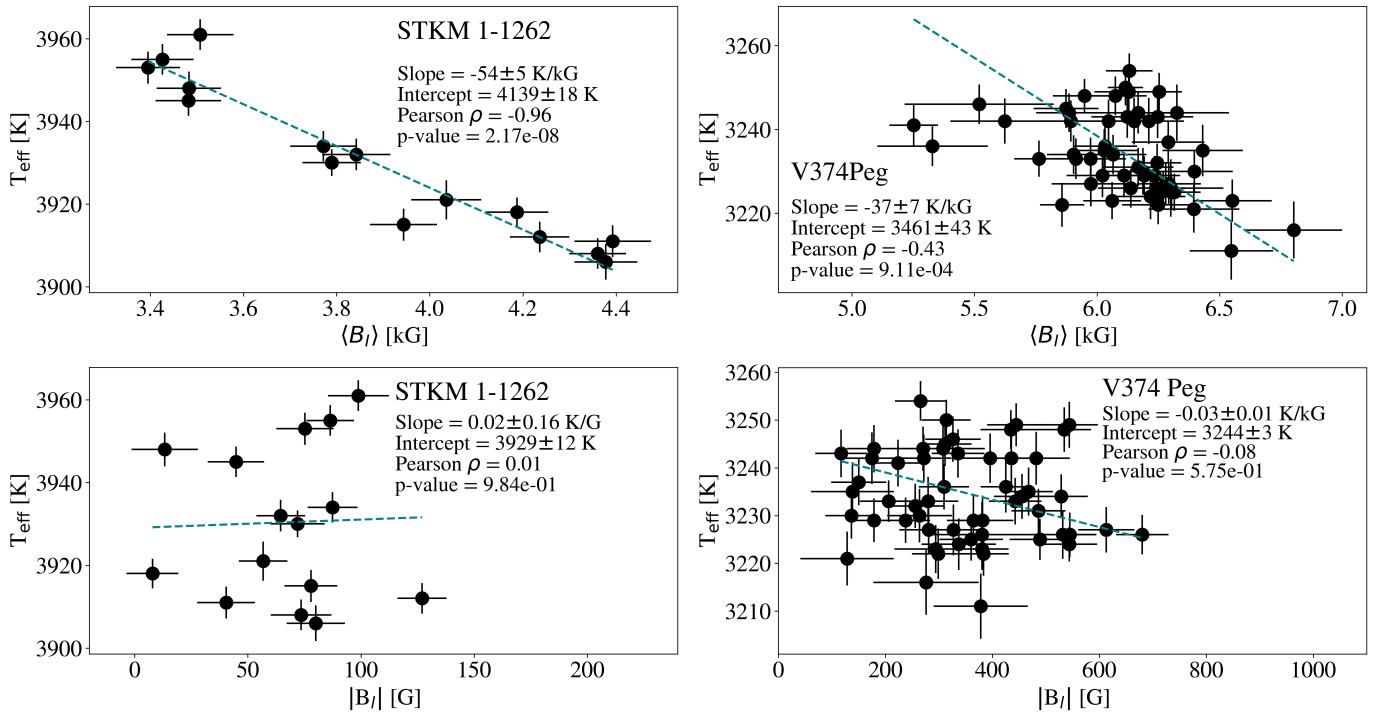 STKM 1-1262
Slope = -54±5 K/kG
Intercept = 4139±18 K
Pearson ρ = -0.96
p-value = 2.17e-08
T_eff [K]
3960
3940
3920
3900
3.4 3.6 3.8 4.0 4.2 4.4
⟨B_I⟩ [kG]
V374Peg
Slope = -37±7 K/kG
Intercept = 3461±43 K
Pearson ρ = -0.43
p-value = 9.11e-04
T_eff [K]
3260
3240
3220
5.0 5.5 6.0 6.5 7.0
⟨B_I⟩ [kG]
STKM 1-1262
Slope = 0.02±0.16 K/G
Intercept = 3929±12 K
Pearson ρ = 0.01
p-value = 9.84e-01
T_eff [K]
3960
3940
3920
3900
0 50 100 150 200
|B_l| [G]
V374 Peg
Slope = -0.03±0.01 K/kG
Intercept = 3244±3 K
Pearson ρ = -0.08
p-value = 5.75e-01
T_eff [K]
3260
3250
3240
3230
3220
3210
0 200 400 600 800 1000
|B_l| [G]